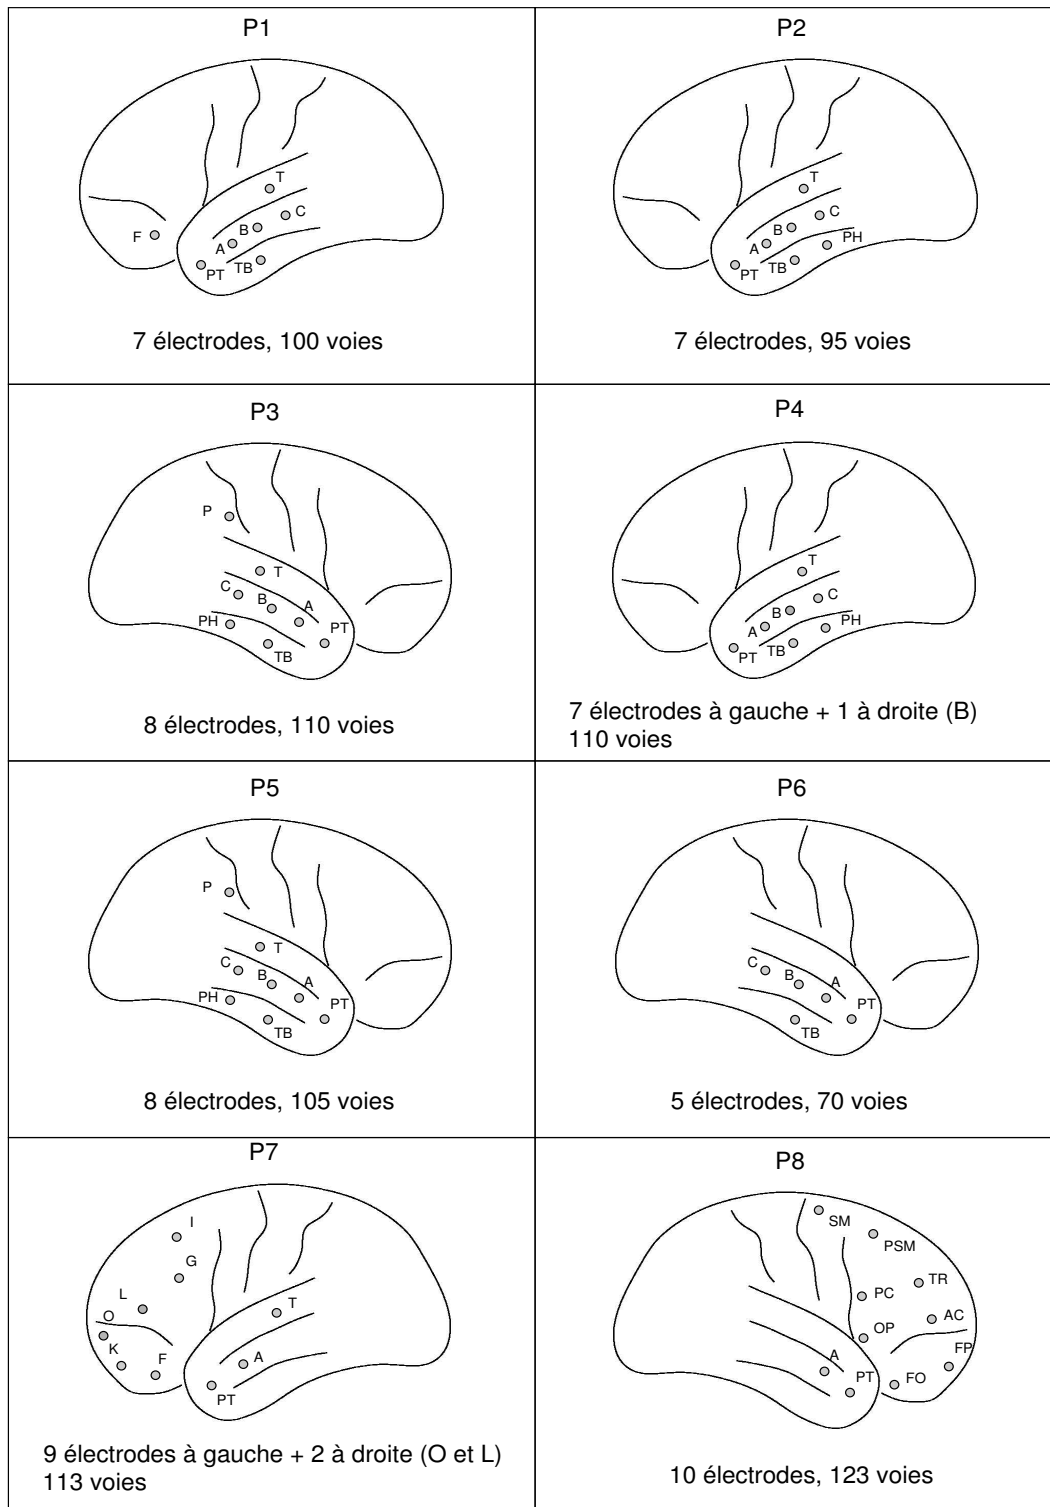 P1
T
C
B
F
A
PT
TB
7 électrodes, 100 voies
P2
T
C
B
A
PH
PT
TB
7 électrodes, 95 voies
P3
P
T
C
B
A
PH
PT
TB
8 électrodes, 110 voies
P4
T
C
B
A
PH
PT
TB
7 électrodes à gauche + 1 à droite (B)
110 voies
P5
P
T
C
B
A
PH
PT
TB
8 électrodes, 105 voies
P6
C
B
A
PT
TB
5 électrodes, 70 voies
P7
I
G
L
O
T
K
F
A
PT
9 électrodes à gauche + 2 à droite (O et L)
113 voies
P8
SM
PSM
TR
PC
AC
OP
FP
A
PT
FO
10 électrodes, 123 voies